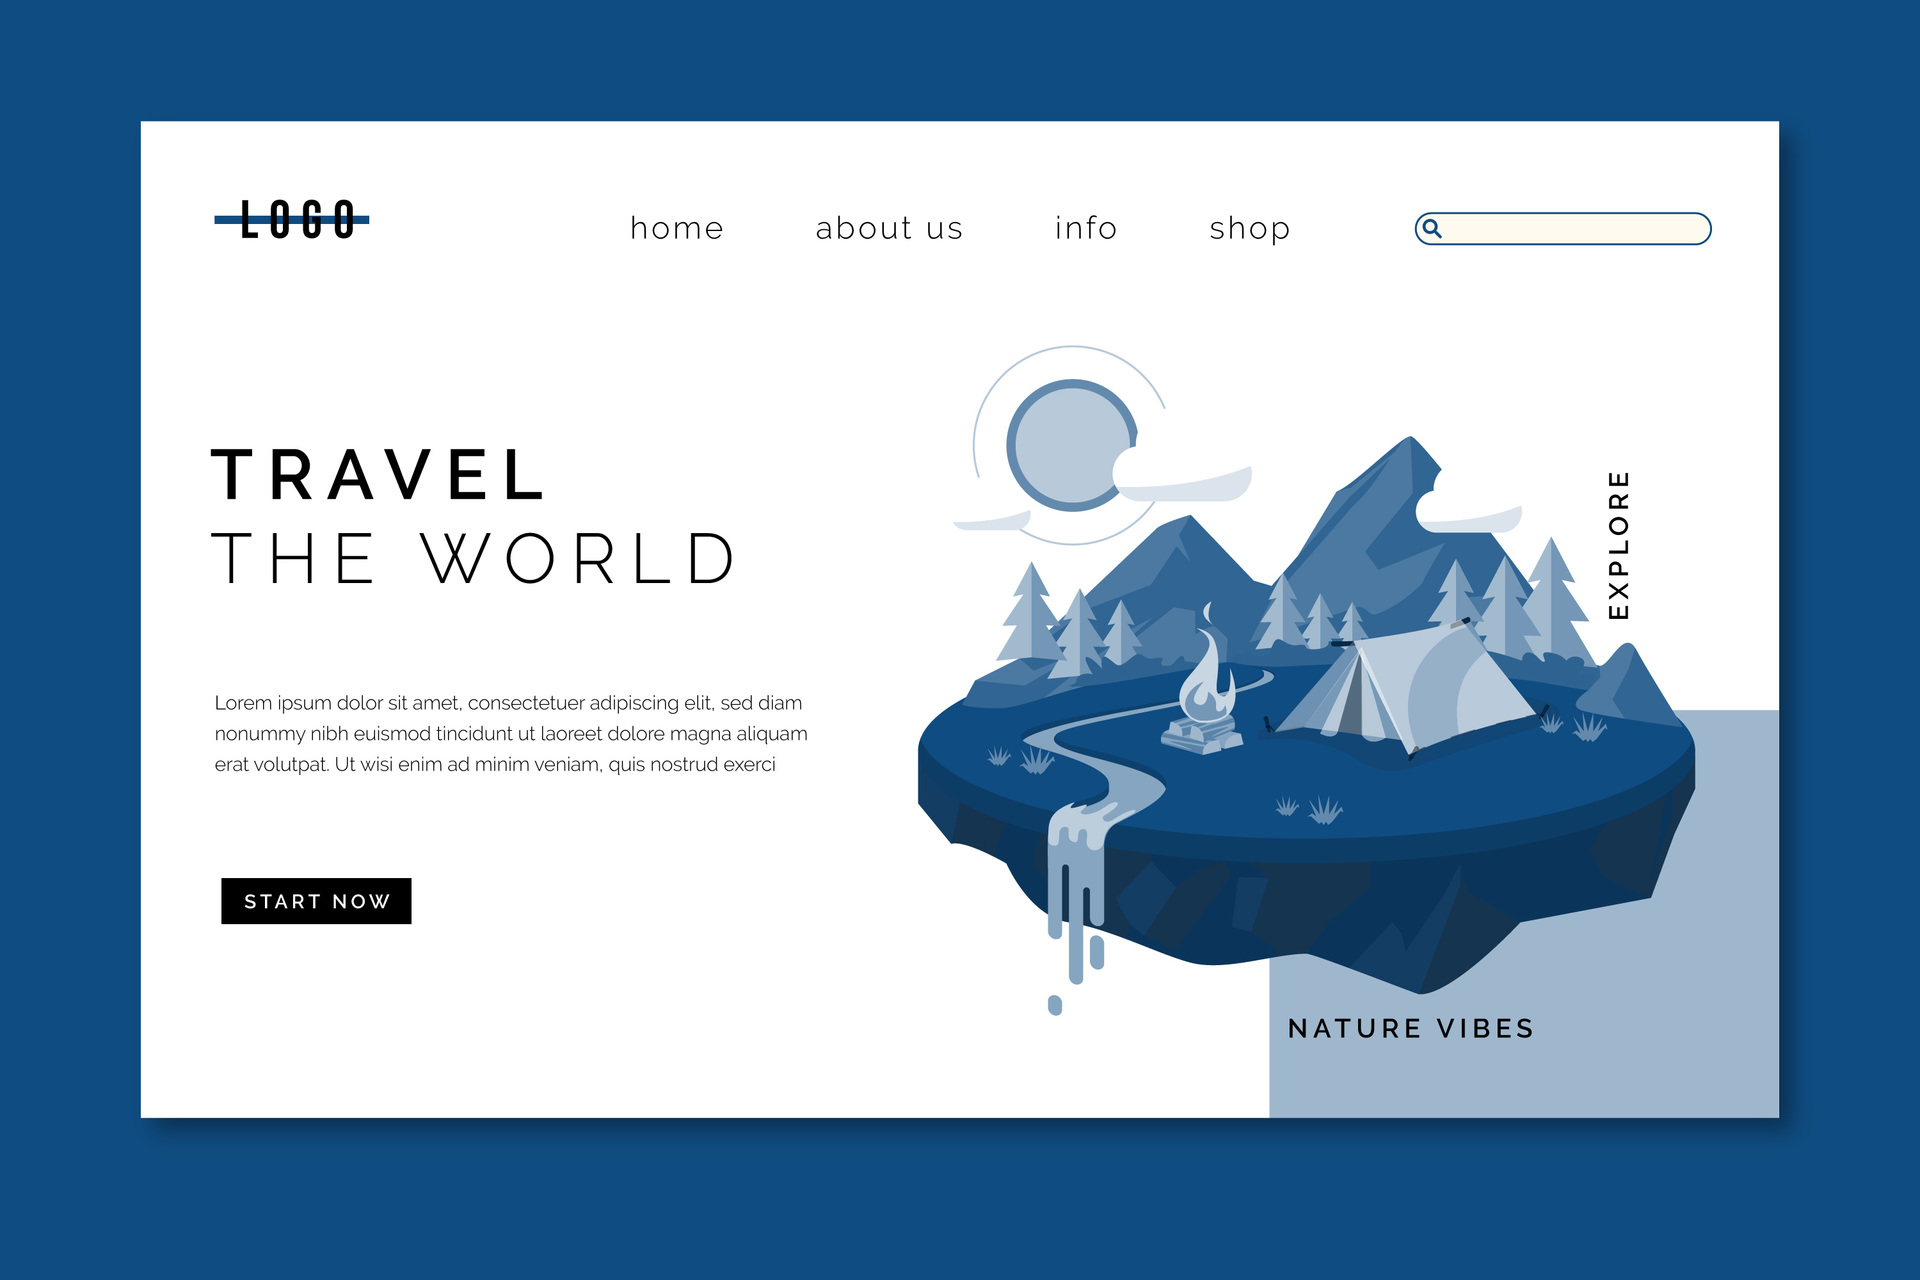 LOGO
home
about us
info
shop
TRAVEL
THE WORLD
EXPLORE
Lorem ipsum dolor sit amet, consectetuer adipiscing elit, sed diam
nonummy nibh euismod tincidunt ut laoreet dolore magna aliquam
erat volutpat. Ut wisi enim ad minim veniam, quis nostrud exerci
START NOW
NATURE VIBES